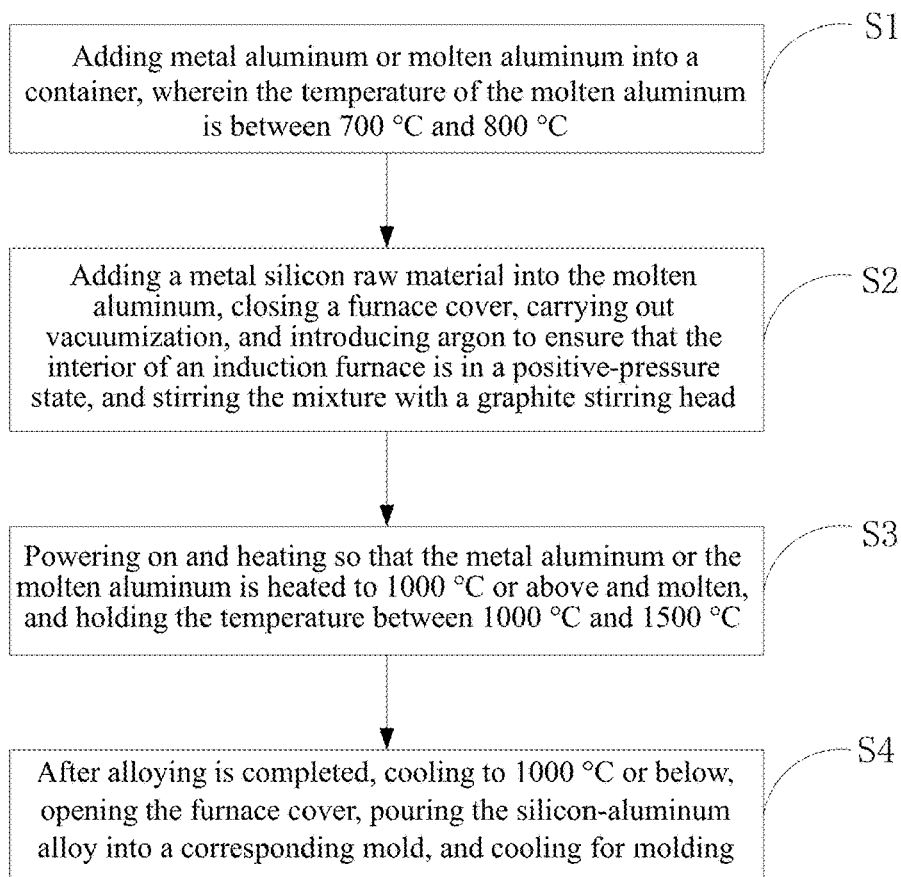 S1
Adding metal aluminum or molten aluminum into a
container, wherein the temperature of the molten aluminum
is between 700 °C and 800 °C
S2
Adding a metal silicon raw material into the molten
aluminum, closing a furnace cover, carrying out
vacuumization, and introducing argon to ensure that the
interior of an induction furnace is in a positive-pressure
state, and stirring the mixture with a graphite stirring head
S3
Powering on and heating so that the metal aluminum or the
molten aluminum is heated to 1000 °C or above and molten,
and holding the temperature between 1000 °C and 1500 °C
S4
After alloying is completed, cooling to 1000 °C or below,
opening the furnace cover, pouring the silicon-aluminum
alloy into a corresponding mold, and cooling for molding